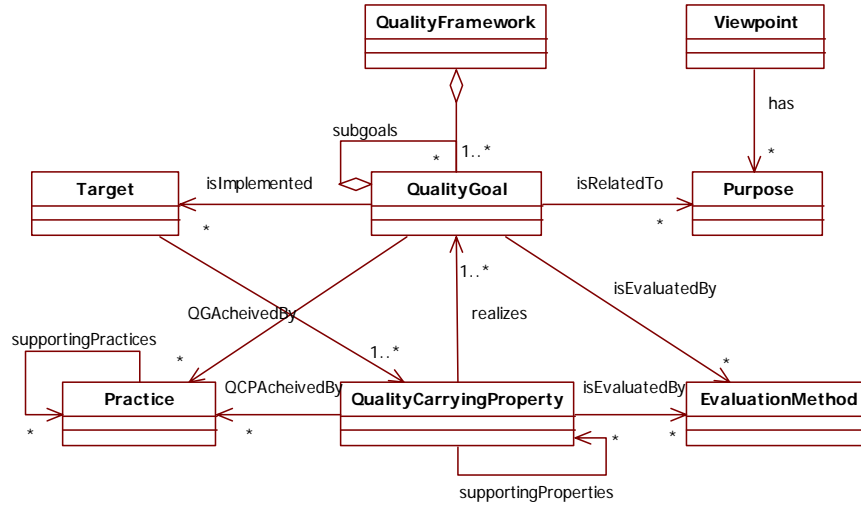 QualityFramework
Viewpoint
has
subgoals
*
1..*
*
Target
isImplemented
QualityGoal
isRelatedTo
Purpose
*
*
1..*
isEvaluatedBy
QGAcheivedBy
realizes
supportingPractices
*
1..*
*
Practice
QCPAcheivedBy
QualityCarryingProperty
isEvaluatedBy
EvaluationMethod
*
*
*
*
supportingProperties